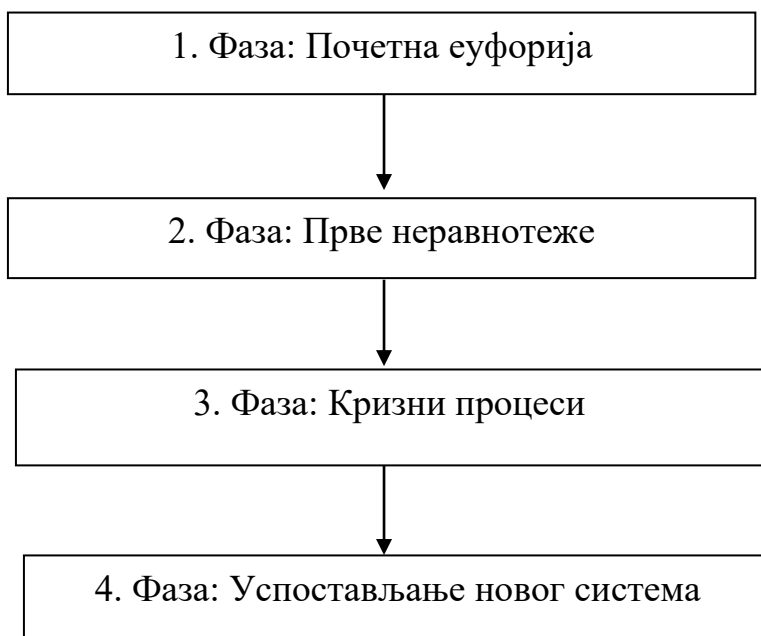 1. Фаза: Почетна еуфорија
2. Фаза: Прве неравнотеже
3. Фаза: Кризни процеси
4. Фаза: Успостављање новог система